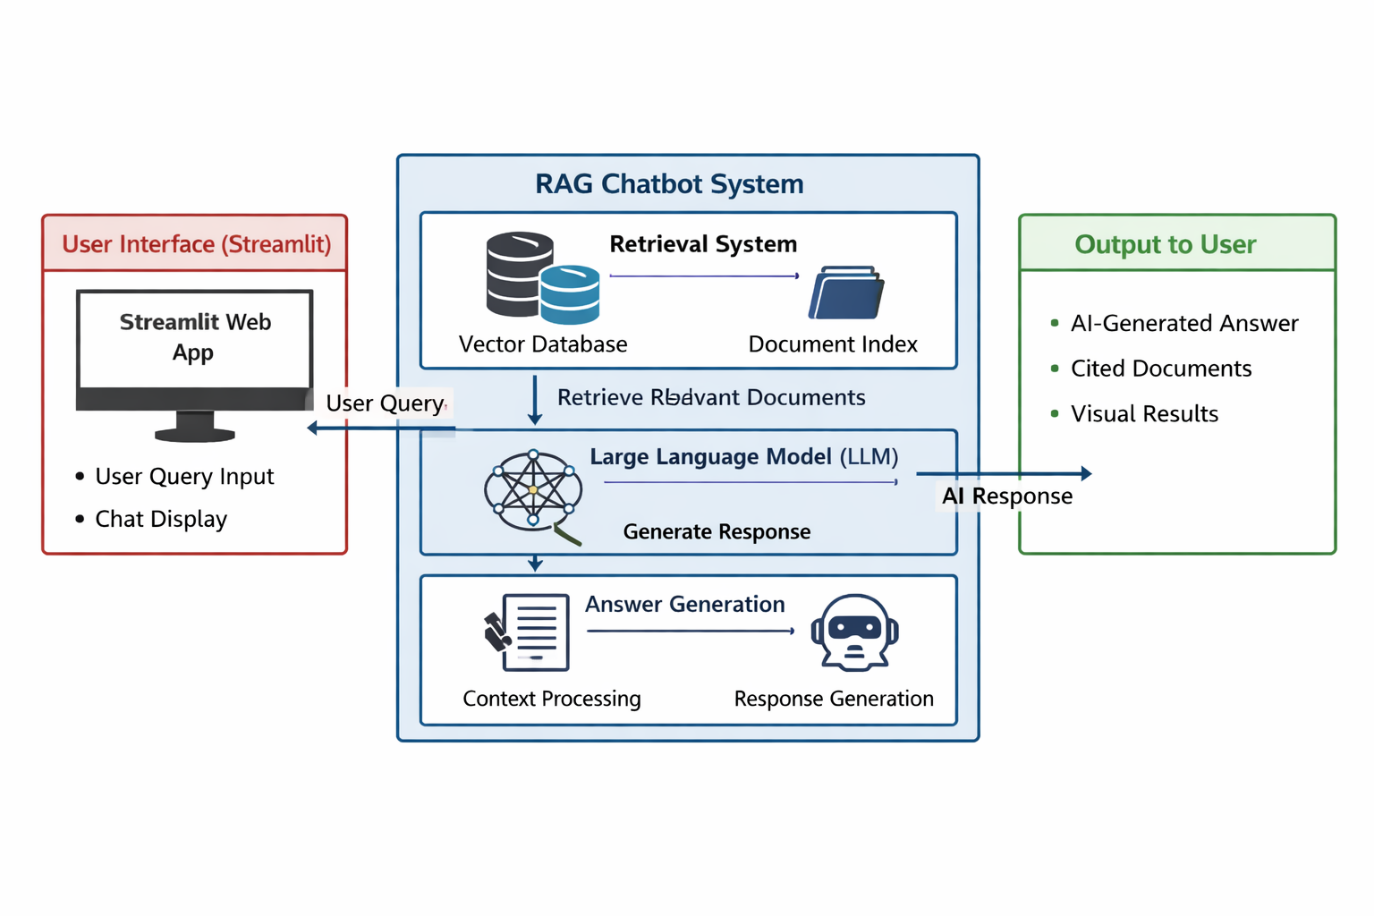 RAG Chatbot System
User Interface (Streamlit)
Streamlit Web
App
User Query
User Query Input
Chat Display
Retrieval System
Vector Database
Document Index
Retrieve Documents
Large Language Model (LLM)
Generate Response
Answer Generation
Context Processing
Response Generation
AI Response
Output to User
AI-Generated Answer
Cited Documents
Visual Results